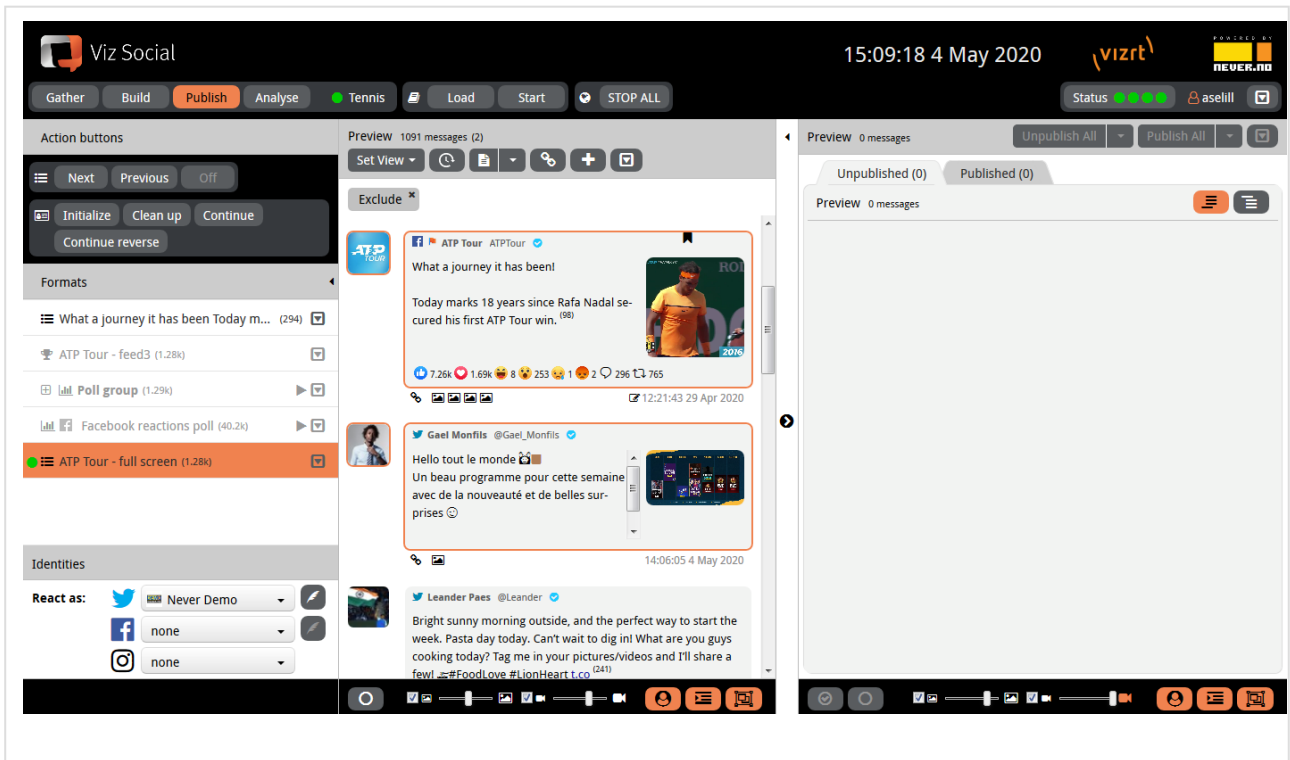 Viz Social
15:09:18 4 May 2020
vizrt
POWERED BY
NEVER.NO
Gather Build Publish Analyse Tennis Load Start STOP ALL
Status aselill
Action buttons
Next Previous Off
Initialize Clean up Continue
Continue reverse
Formats
What a journey it has been Today m... (294)
ATP Tour - feed3 (1.28k)
Poll group (1.29k)
Facebook reactions poll (40.2k)
ATP Tour - full screen (1.28k)
Identities
React as: Never Demo
none
none
Preview 1091 messages (2)
Set View
Exclude ×
ATP TOUR
ATP Tour ATPTour
What a journey it has been!
Today marks 18 years since Rafa Nadal se-
cured his first ATP Tour win. (98)
2016
7.26k 1.69k 8 253 1 2 296 765
12:21:43 29 Apr 2020
Gael Monfils @Gael_Monfils
Hello tout le monde
Un beau programme pour cette semaine
avec de la nouveauté et de belles sur-
prises
14:06:05 4 May 2020
Leander Paes @Leander
Bright sunny morning outside, and the perfect way to start the
week. Pasta day today. Can't wait to dig in! What are you guys
cooking today? Tag me in your pictures/videos and I'll share a
few! #FoodLove #LionHeart t.co (241)
Preview 0 messages
Unpublish All Publish All
Unpublished (0) Published (0)
Preview 0 messages